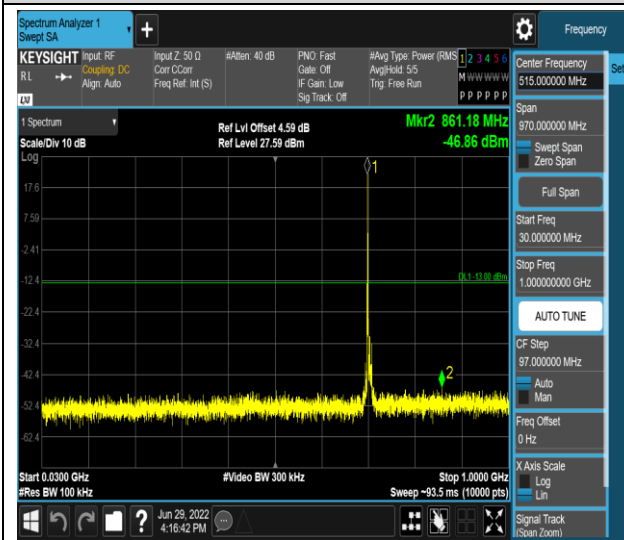 Spectrum Analyzer 1
Swept SA
Frequency
KEYSIGHT
RL
LXI
Input: RF
Coupling: DC
Align: Auto
Input Z: 50 Ω
Corr CCorr
Freq Ref: Int (S)
#Atten: 40 dB
PNO: Fast
Gate: Off
IF Gain: Low
Sig Track: Off
#Avg Type: Power (RMS
Avg|Hold: 5/5
Trig: Free Run
1 2 3 4 5 6
M W W W W W
P P P P P P
1 Spectrum
Scale/Div 10 dB
Log
Ref Lvl Offset 4.59 dB
Ref Level 27.59 dBm
Mkr2 861.18 MHz
-46.86 dBm
1
17.6
7.59
-2.41
-12.4
DL1 -13.00 dBm
-22.4
-32.4
-42.4
2
-52.4
-62.4
Start 0.0300 GHz
#Res BW 100 kHz
#Video BW 300 kHz
Stop 1.0000 GHz
Sweep ~93.5 ms (10000 pts)
Jun 29, 2022
4:16:42 PM
?
Center Frequency
515.000000 MHz
Set
Span
970.000000 MHz
Swept Span
Zero Span
Full Span
Start Freq
30.000000 MHz
Stop Freq
1.000000000 GHz
AUTO TUNE
CF Step
97.000000 MHz
Auto
Man
Freq Offset
0 Hz
X Axis Scale
Log
Lin
Signal Track
(Span Zoom)